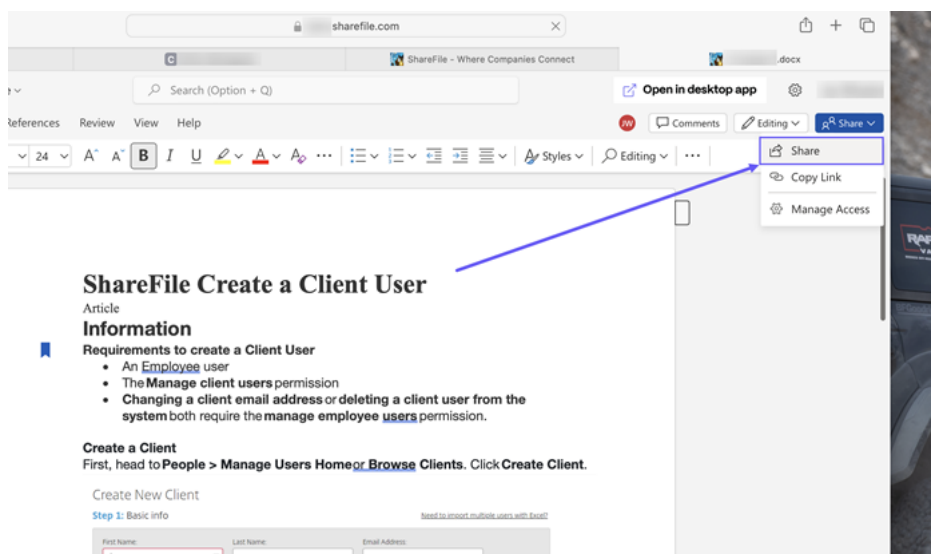 sharefile.com
C
ShareFile - Where Companies Connect
.docx
Search (Option + Q)
Open in desktop app
References Review View Help
JW
Comments
Editing
Share
24 A A B I U A A Styles Editing
Share
Copy Link
Manage Access
ShareFile Create a Client User
Article
Information
Requirements to create a Client User
• An Employee user
• The Manage client users permission
• Changing a client email address or deleting a client user from the
system both require the manage employee users permission.
Create a Client
First, head to People > Manage Users Home or Browse Clients. Click Create Client.
Create New Client
Step 1: Basic info
Need to import multiple users with Excel?
First Name:
Last Name:
Email Address: